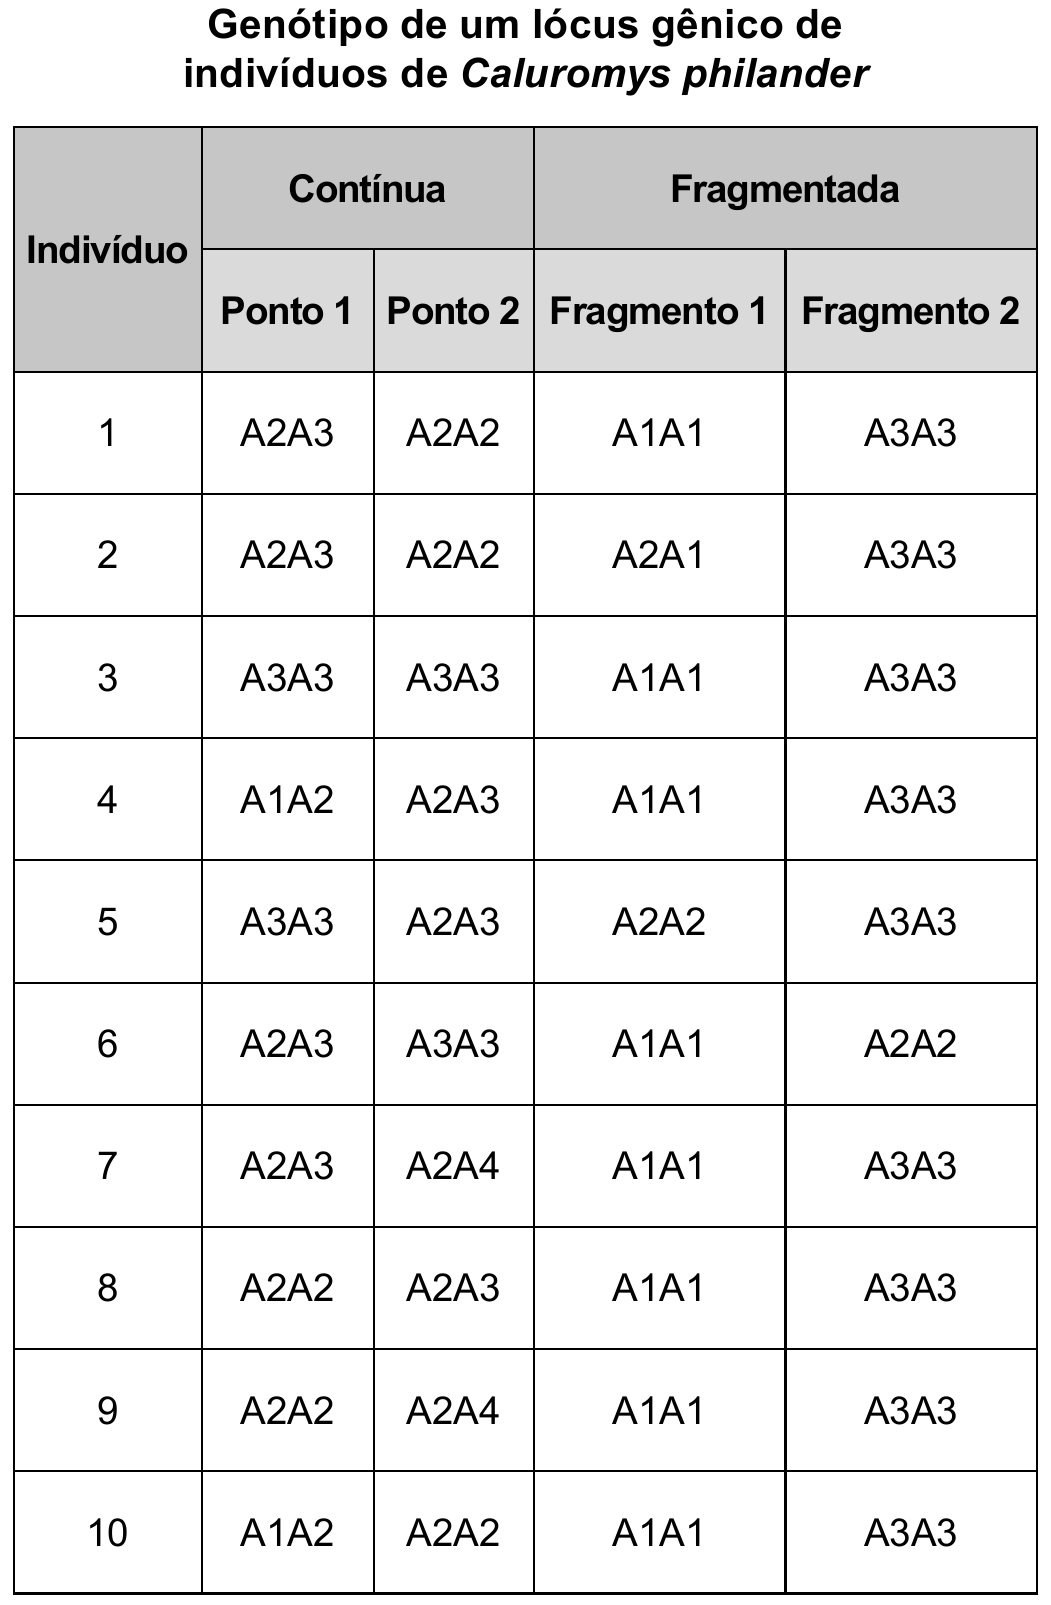 Genótipo de um lócus gênico de
indivíduos de Caluromys philander
Indivíduo Contínua Fragmentada
Ponto 1 Ponto 2 Fragmento 1 Fragmento 2
1 A2A3 A2A2 A1A1 A3A3
2 A2A3 A2A2 A2A1 A3A3
3 A3A3 A3A3 A1A1 A3A3
4 A1A2 A2A3 A1A1 A3A3
5 A3A3 A2A3 A2A2 A3A3
6 A2A3 A3A3 A1A1 A2A2
7 A2A3 A2A4 A1A1 A3A3
8 A2A2 A2A3 A1A1 A3A3
9 A2A2 A2A4 A1A1 A3A3
10 A1A2 A2A2 A1A1 A3A3